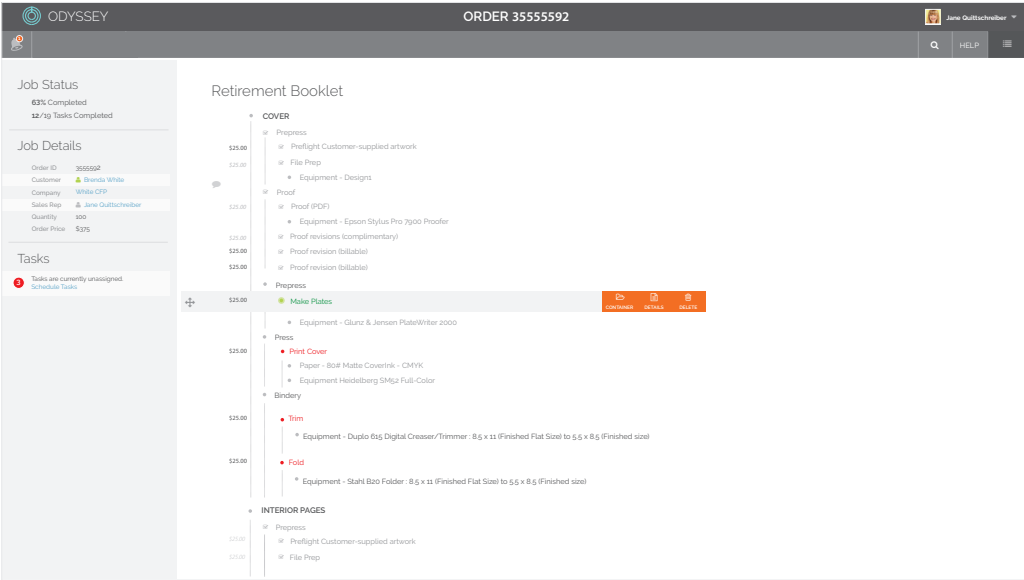 ODYSSEY
ORDER 35555592
Jane Quittschreiber
HELP
Job Status
63% Completed
12/19 Tasks Completed
Job Details
Order ID 35555592
Customer Brenda White
Company White CFP
Sales Rep Jane Quittschreiber
Quantity 100
Order Price $375
Tasks
3 Tasks are currently unassigned.
Schedule Tasks
Retirement Booklet
COVER
Prepress
$25.00 Preflight Customer-supplied artwork
$25.00 File Prep
Equipment - Designs
Proof
$25.00 Proof (PDF)
Equipment - Epson Stylus Pro 7900 Proofer
$25.00 Proof revisions (complimentary)
$25.00 Proof revision (billable)
$25.00 Proof revision (billable)
Prepress
$25.00 Make Plates CONTAINER DETAILS DELETE
Equipment - Glunz & Jensen PlateWriter 2000
Press
$25.00 Print Cover
Paper - 80# Matte CoverInk - CMYK
Equipment Heidelberg SM52 Full-Color
Bindery
$25.00 Trim
Equipment - Duplo 615 Digital Creaser/Trimmer : 8.5 x 11 (Finished Flat Size) to 5.5 x 8.5 (Finished size)
$25.00 Fold
Equipment - Stahl B20 Folder : 8.5 x 11 (Finished Flat Size) to 5.5 x 8.5 (Finished size)
INTERIOR PAGES
Prepress
$25.00 Preflight Customer-supplied artwork
$25.00 File Prep